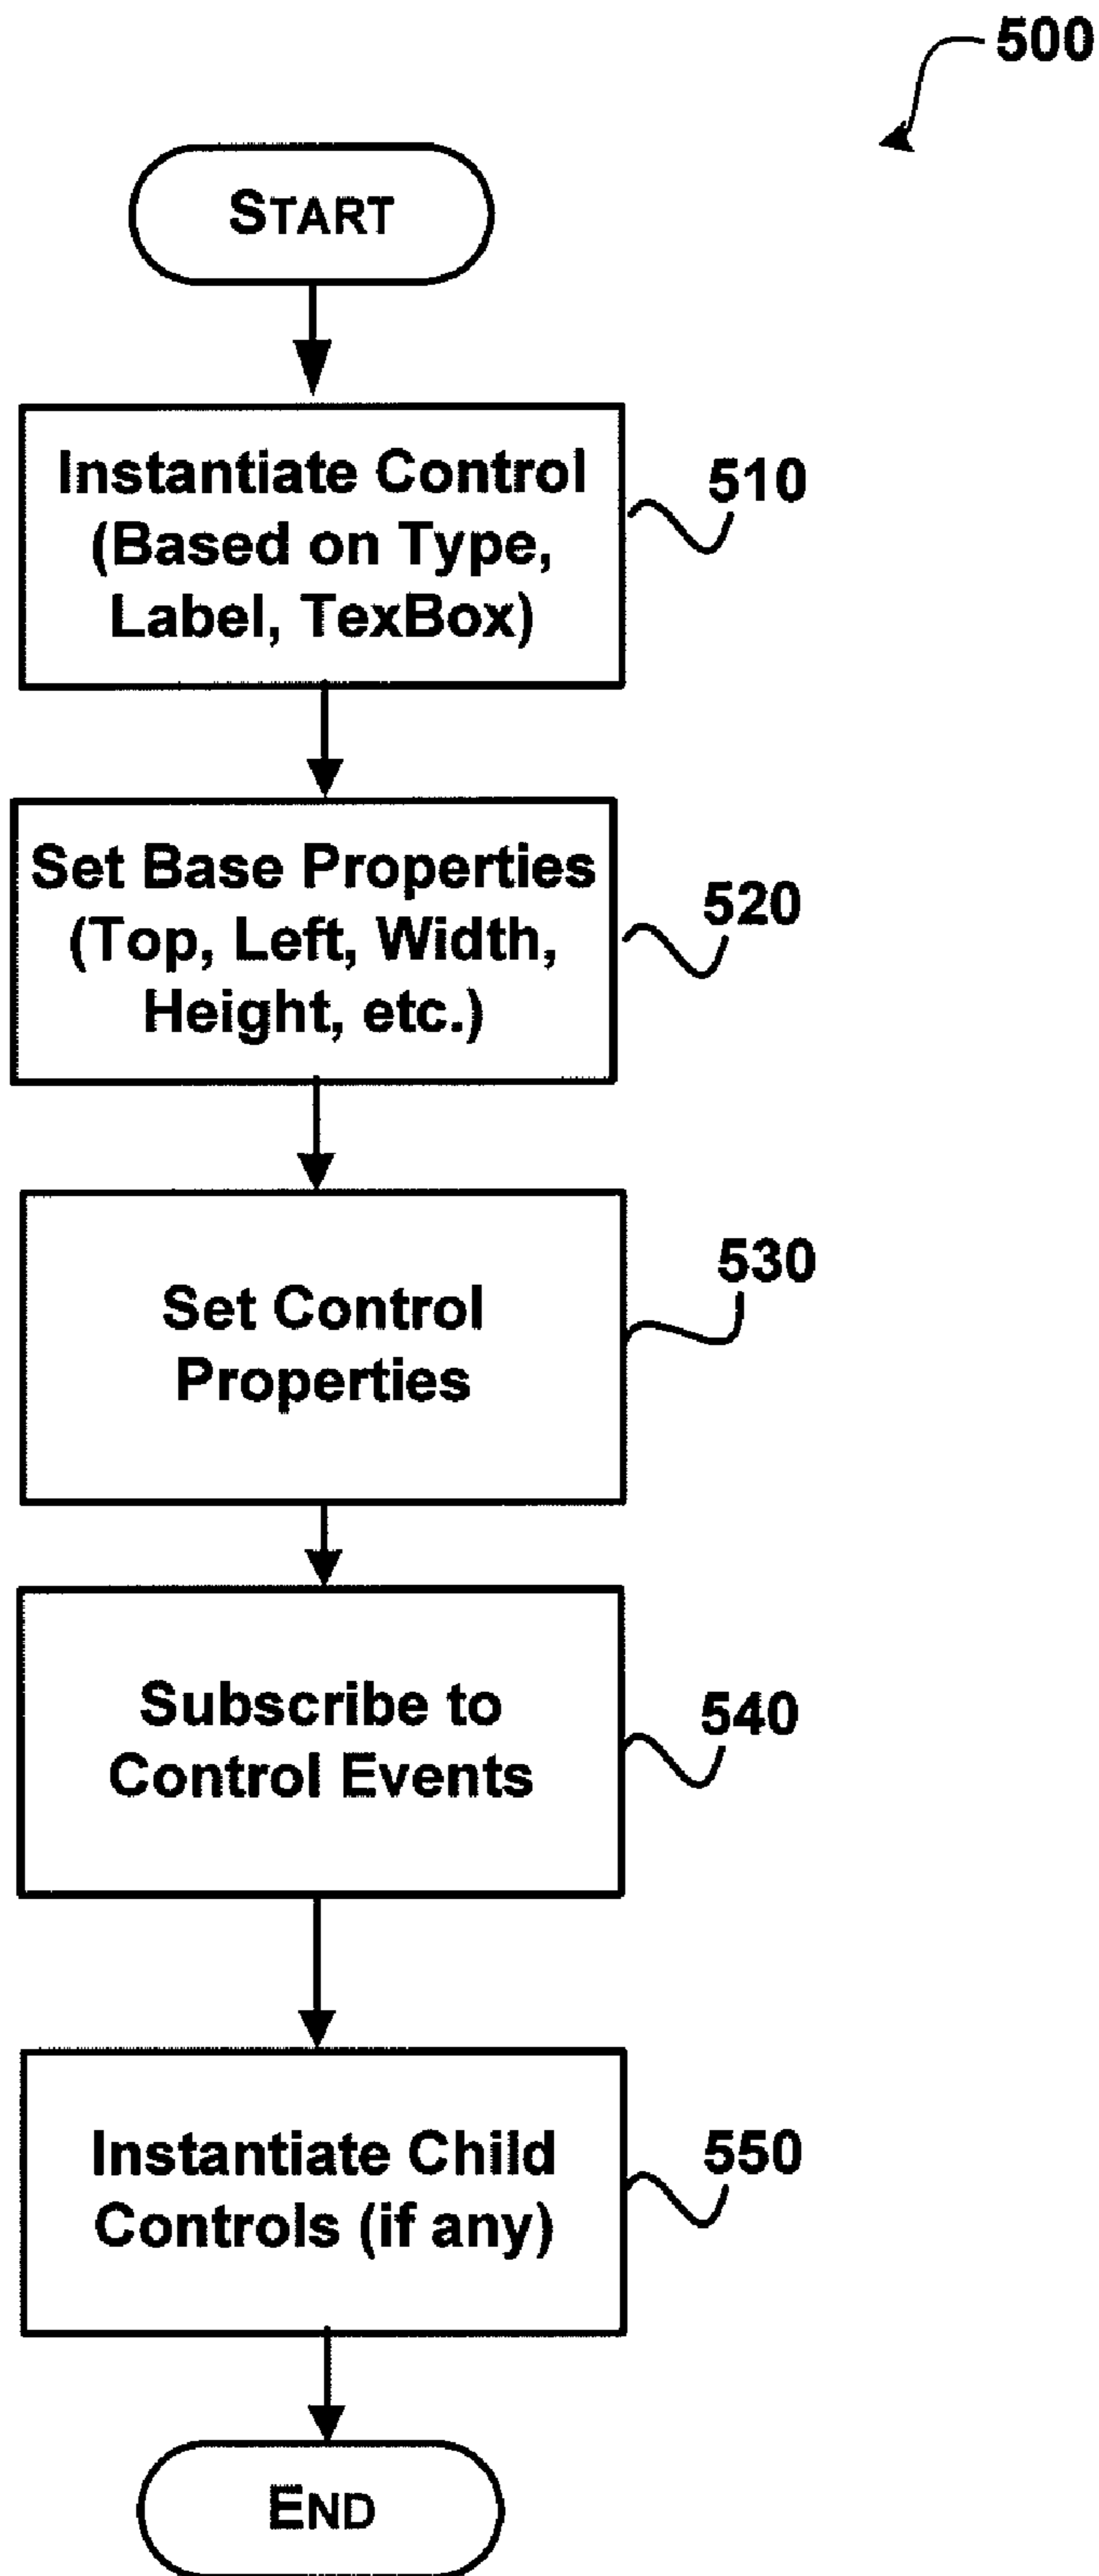 500
START
Instantiate Control
(Based on Type,
Label, TexBox)
510
Set Base Properties
(Top, Left, Width,
Height, etc.)
520
Set Control
Properties
530
Subscribe to
Control Events
540
Instantiate Child
Controls (if any)
550
END